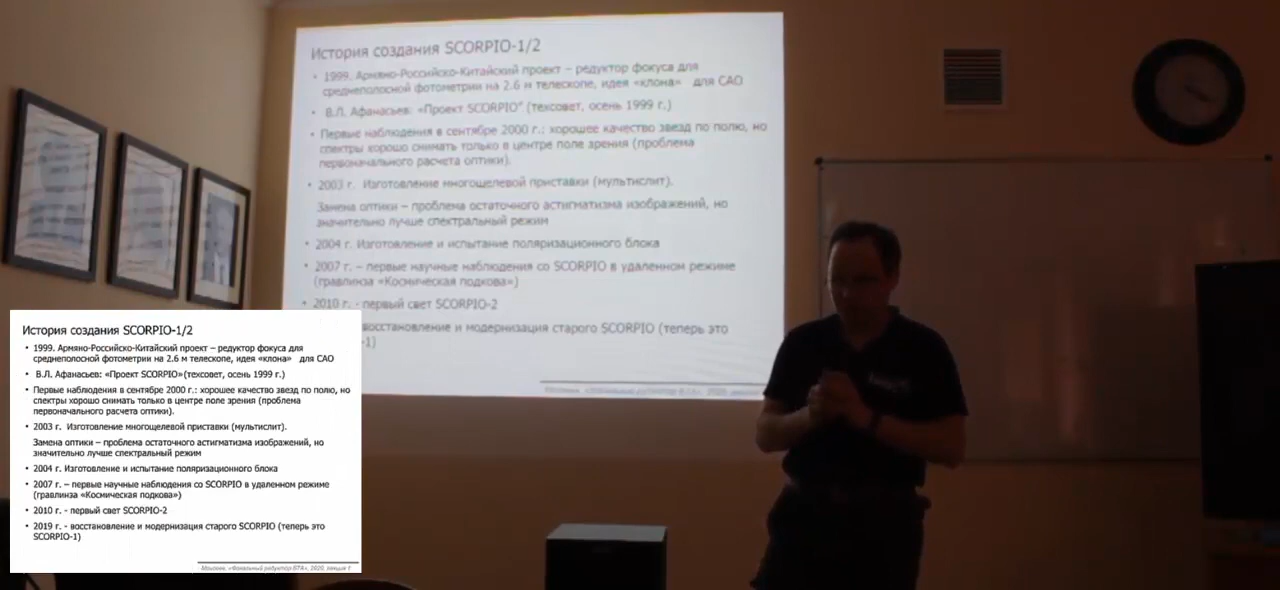 История создания SCORPIO-1/2
• 1999. Армяно-Российско-Китайский проект – редуктор фокуса для
среднеполосной фотометрии на 2.6 м телескопе, идея «клона» для САО
• В.Л. Афанасьев: «Проект SCORPIO" (техсовет, осень 1999 г.)
• Первые наблюдения в сентябре 2000 г.: хорошее качество звезд по полю, но
спектры хорошо снимать только в центре поле зрения (проблема
первоначального расчета оптики).
• 2003 г. Изготовление многощелевой приставки (мультислит).
Замена оптики – проблема остаточного астигматизма изображений, но
значительно лучше спектральный режим
• 2004 г. Изготовление и испытание поляризационного блока
• 2007 г. – первые научные наблюдения со SCORPIO в удаленном режиме
(гравлинза «Космическая подкова»)
• 2010 г. - первый свет SCORPIO-2
восстановление и модернизация старого SCORPIO (теперь это
-1)
История создания SCORPIO-1/2
• 1999. Армяно-Российско-Китайский проект – редуктор фокуса для
среднеполосной фотометрии на 2.6 м телескопе, идея «клона» для САО
• В.Л. Афанасьев: «Проект SCORPIO»(техсовет, осень 1999 г.)
• Первые наблюдения в сентябре 2000 г.: хорошее качество звезд по полю, но
спектры хорошо снимать только в центре поле зрения (проблема
первоначального расчета оптики).
• 2003 г. Изготовление многощелевой приставки (мультислит).
Замена оптики – проблема остаточного астигматизма изображений, но
значительно лучше спектральный режим
• 2004 г. Изготовление и испытание поляризационного блока
• 2007 г. – первые научные наблюдения со SCORPIO в удаленном режиме
(гравлинза «Космическая подкова»)
• 2010 г. - первый свет SCORPIO-2
• 2019 г. - восстановление и модернизация старого SCORPIO (теперь это
SCORPIO-1)
Моисеев, «Фокальный редуктор БТА», 2020, лекция 1